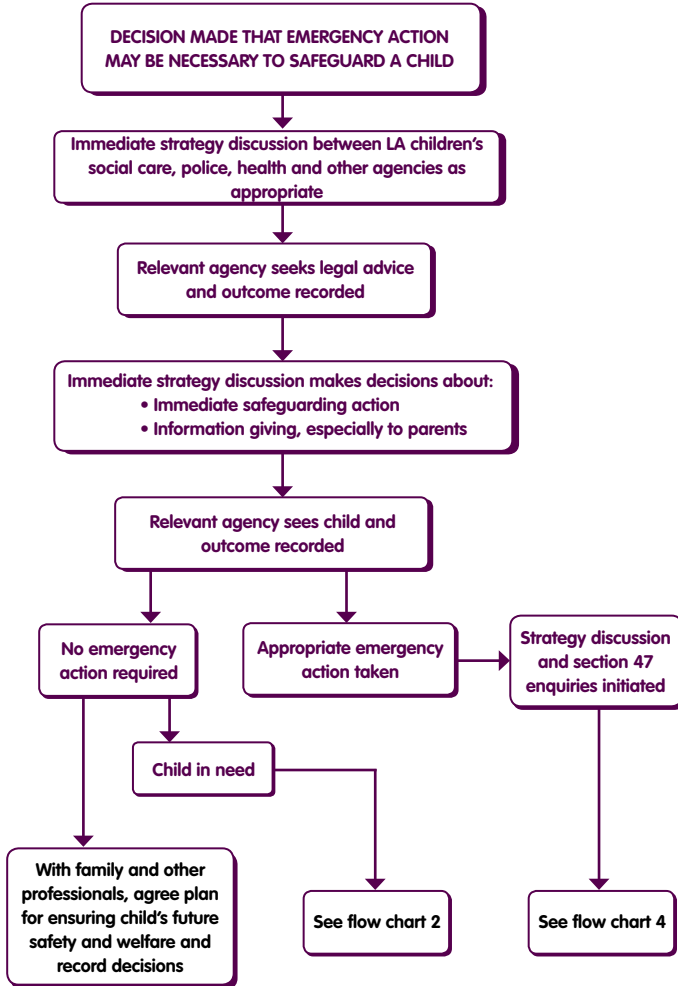 DECISION MADE THAT EMERGENCY ACTION
MAY BE NECESSARY TO SAFEGUARD A CHILD
Immediate strategy discussion between LA children's
social care, police, health and other agencies as
appropriate
Relevant agency seeks legal advice
and outcome recorded
Immediate strategy discussion makes decisions about:
• Immediate safeguarding action
• Information giving, especially to parents
Relevant agency sees child and
outcome recorded
No emergency
action required
Appropriate emergency
action taken
Strategy discussion
and section 47
enquiries initiated
Child in need
With family and other
professionals, agree plan
for ensuring child's future
safety and welfare and
record decisions
See flow chart 2
See flow chart 4